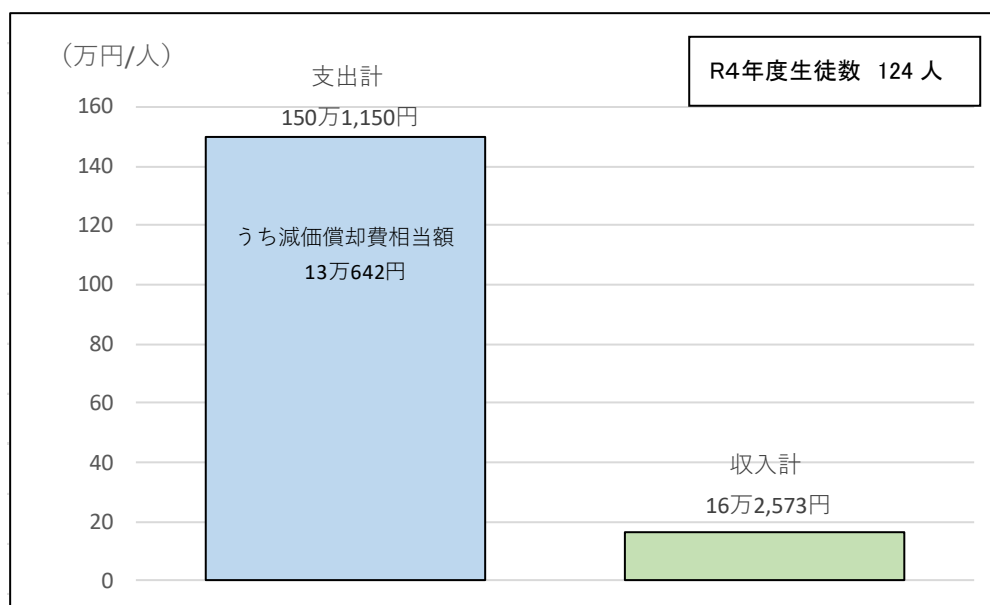 （万円/人）
R4年度生徒数 124 人
支出計
150万1,150円
160
140
120
100
80
60
40
20
0
うち減価償却費相当額
13万642円
収入計
16万2,573円